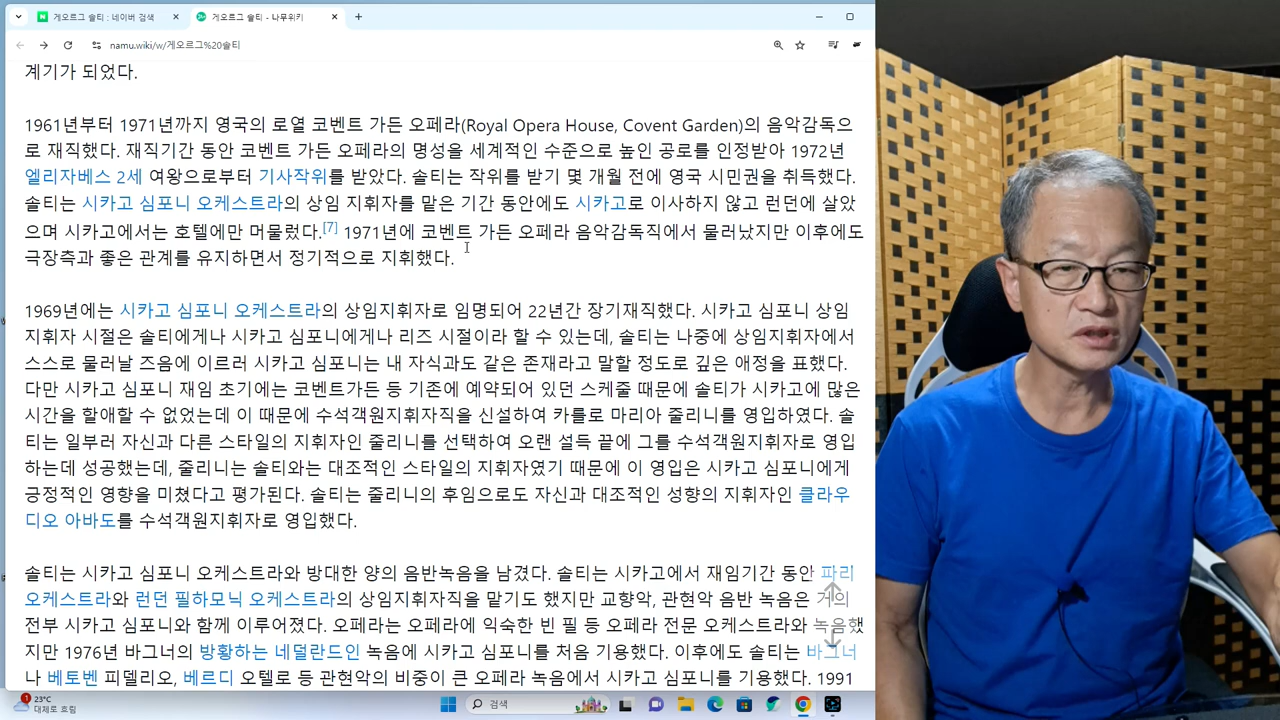 게오르그 솔티 : 네이버 검색
게오르그 솔티 - 나무위키
namu.wiki/w/게오르그%20솔티
계기가 되었다.
1961년부터 1971년까지 영국의 로열 코벤트 가든 오페라(Royal Opera House, Covent Garden)의 음악감독으
로 재직했다. 재직기간 동안 코벤트 가든 오페라의 명성을 세계적인 수준으로 높인 공로를 인정받아 1972년
엘리자베스 2세 여왕으로부터 기사작위를 받았다. 솔티는 작위를 받기 몇 개월 전에 영국 시민권을 취득했다.
솔티는 시카고 심포니 오케스트라의 상임 지휘자를 맡은 기간 동안에도 시카고로 이사하지 않고 런던에 살았
으며 시카고에서는 호텔에만 머물렀다.[7] 1971년에 코벤트 가든 오페라 음악감독직에서 물러났지만 이후에도
극장측과 좋은 관계를 유지하면서 정기적으로 지휘했다.
1969년에는 시카고 심포니 오케스트라의 상임지휘자로 임명되어 22년간 장기재직했다. 시카고 심포니 상임
지휘자 시절은 솔티에게나 시카고 심포니에게나 리즈 시절이라 할 수 있는데, 솔티는 나중에 상임지휘자에서
스스로 물러날 즈음에 이르러 시카고 심포니는 내 자식과도 같은 존재라고 말할 정도로 깊은 애정을 표했다.
다만 시카고 심포니 재임 초기에는 코벤트가든 등 기존에 예약되어 있던 스케줄 때문에 솔티가 시카고에 많은
시간을 할애할 수 없었는데 이 때문에 수석객원지휘자직을 신설하여 카를로 마리아 줄리니를 영입하였다. 솔
티는 일부러 자신과 다른 스타일의 지휘자인 줄리니를 선택하여 오랜 설득 끝에 그를 수석객원지휘자로 영입
하는데 성공했는데, 줄리니는 솔티와는 대조적인 스타일의 지휘자였기 때문에 이 영입은 시카고 심포니에게
긍정적인 영향을 미쳤다고 평가된다. 솔티는 줄리니의 후임으로도 자신과 대조적인 성향의 지휘자인 클라우
디오 아바도를 수석객원지휘자로 영입했다.
솔티는 시카고 심포니 오케스트라와 방대한 양의 음반녹음을 남겼다. 솔티는 시카고에서 재임기간 동안 파리
오케스트라와 런던 필하모닉 오케스트라의 상임지휘자직을 맡기도 했지만 교향악, 관현악 음반 녹음은 거의
전부 시카고 심포니와 함께 이루어졌다. 오페라는 오페라에 익숙한 빈 필 등 오페라 전문 오케스트라와 녹음했
지만 1976년 바그너의 방황하는 네덜란드인 녹음에 시카고 심포니를 처음 기용했다. 이후에도 솔티는 바그너
나 베토벤 피델리오, 베르디 오텔로 등 관현악의 비중이 큰 오페라 녹음에서 시카고 심포니를 기용했다. 1991
1
23°C
대체로 흐림
검색